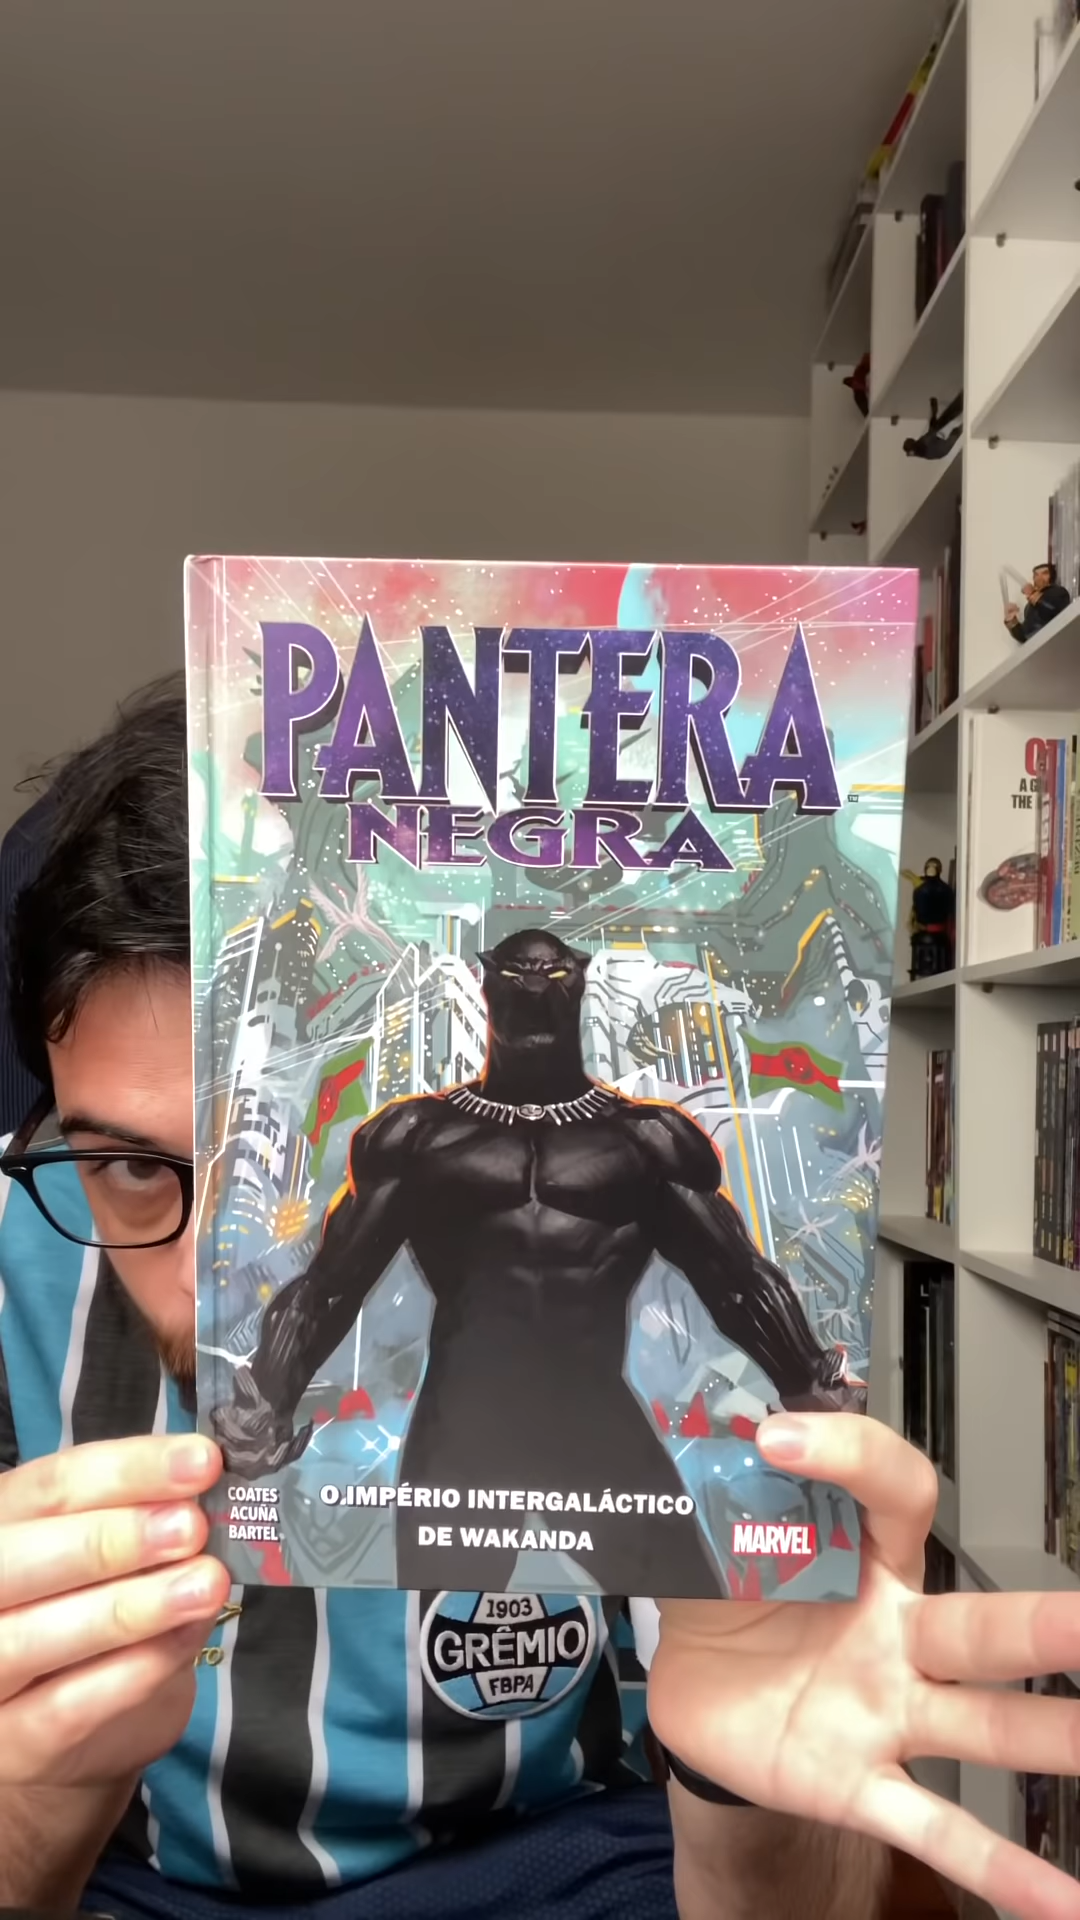 PANTERA
NEGRA
COATES
ACUÑA
BARTEL
O IMPÉRIO INTERGALÁCTICO
DE WAKANDA
MARVEL
1903
GRÊMIO
FBPA